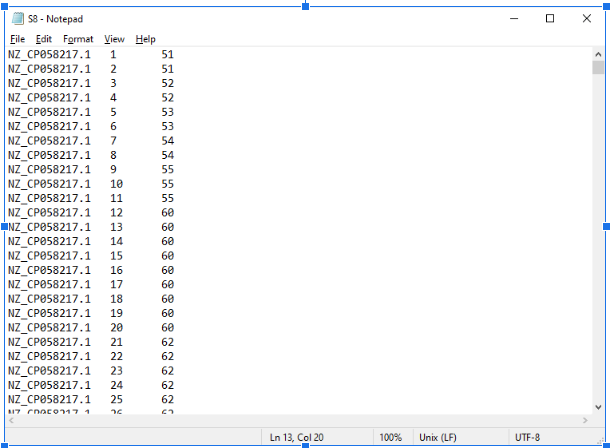 S8 - Notepad
File Edit Format View Help
NZ_CP058217.1 1 51
NZ_CP058217.1 2 51
NZ_CP058217.1 3 52
NZ_CP058217.1 4 52
NZ_CP058217.1 5 53
NZ_CP058217.1 6 53
NZ_CP058217.1 7 54
NZ_CP058217.1 8 54
NZ_CP058217.1 9 55
NZ_CP058217.1 10 55
NZ_CP058217.1 11 55
NZ_CP058217.1 12 60
NZ_CP058217.1 13 60
NZ_CP058217.1 14 60
NZ_CP058217.1 15 60
NZ_CP058217.1 16 60
NZ_CP058217.1 17 60
NZ_CP058217.1 18 60
NZ_CP058217.1 19 60
NZ_CP058217.1 20 60
NZ_CP058217.1 21 62
NZ_CP058217.1 22 62
NZ_CP058217.1 23 62
NZ_CP058217.1 24 62
NZ_CP058217.1 25 62
NZ_CP058217.1 26 62
Ln 13, Col 20 100% Unix (LF) UTF-8